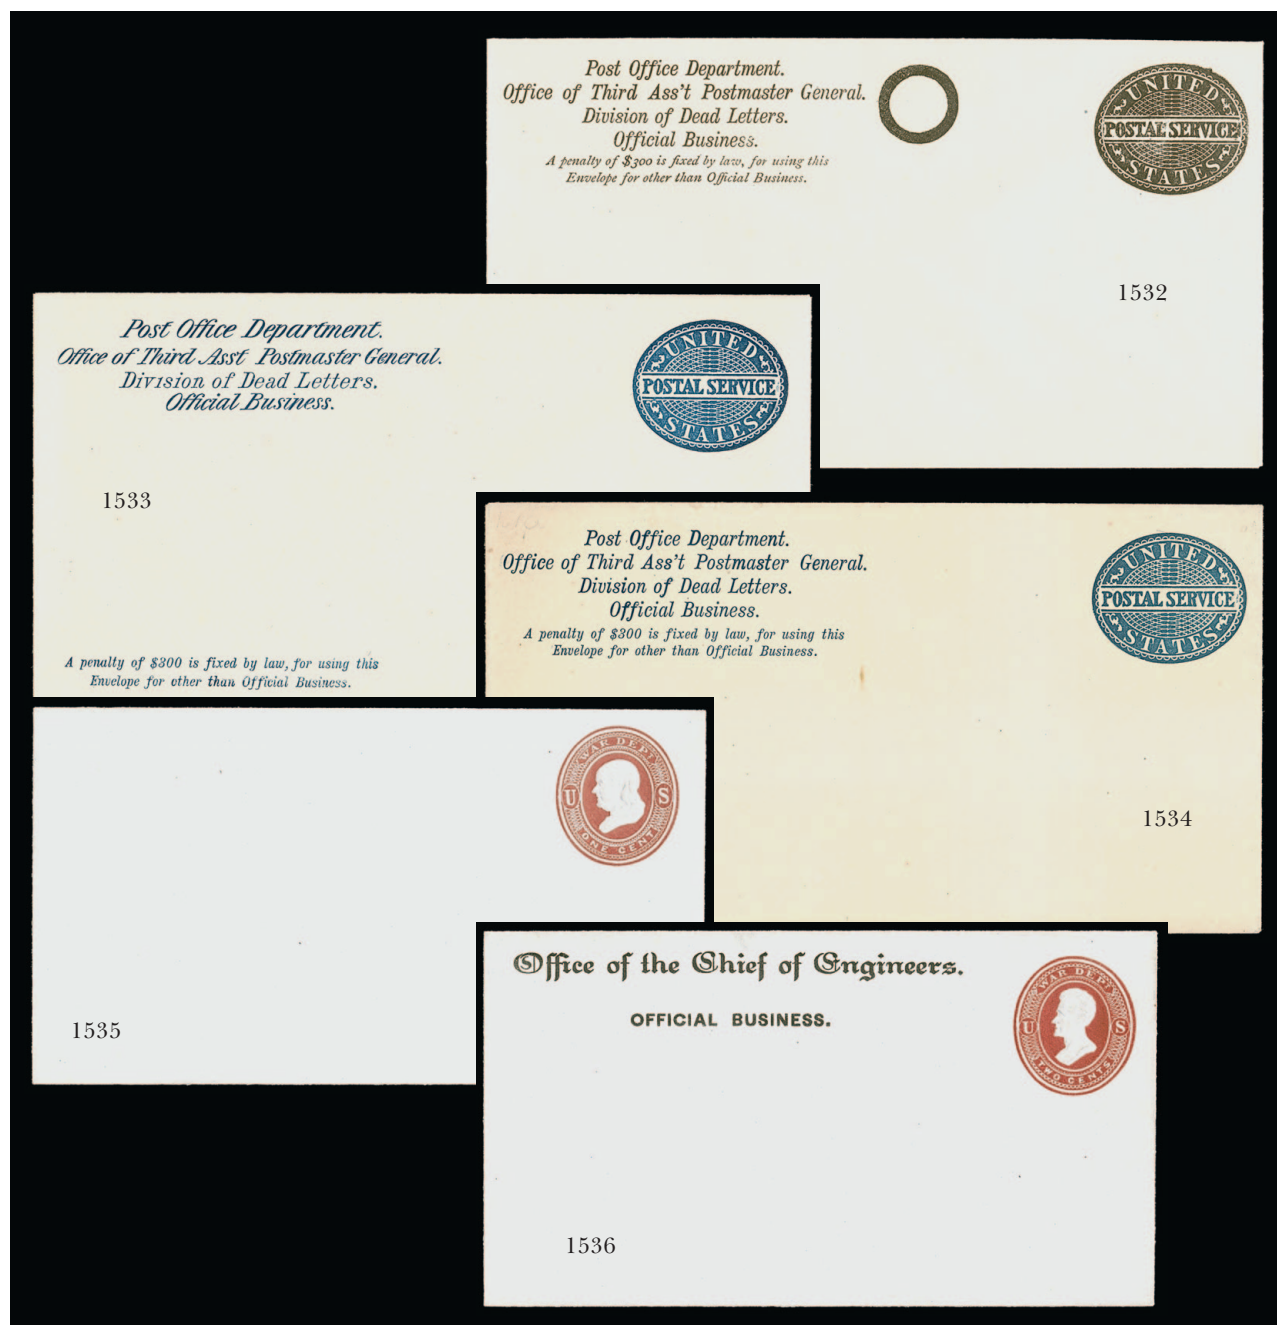 Post Office Department.
Office of Third Ass't Postmaster General.
Division of Dead Letters.
Official Business.
A penalty of $300 is fixed by law, for using this
Envelope for other than Official Business.
UNITED
POSTAL SERVICE
STATES
1532
Post Office Department.
Office of Third Asst Postmaster General.
Division of Dead Letters.
Official Business.
UNITED
POSTAL SERVICE
STATES
1533
A penalty of $300 is fixed by law, for using this
Envelope for other than Official Business.
Post Office Department.
Office of Third Ass't Postmaster General.
Division of Dead Letters.
Official Business.
A penalty of $300 is fixed by law, for using this
Envelope for other than Official Business.
UNITED
POSTAL SERVICE
STATES
1534
WAR DEPT
U S
ONE CENT
1535
Office of the Chief of Engineers.
OFFICIAL BUSINESS.
WAR DEPT
U S
TWO CENTS
1536